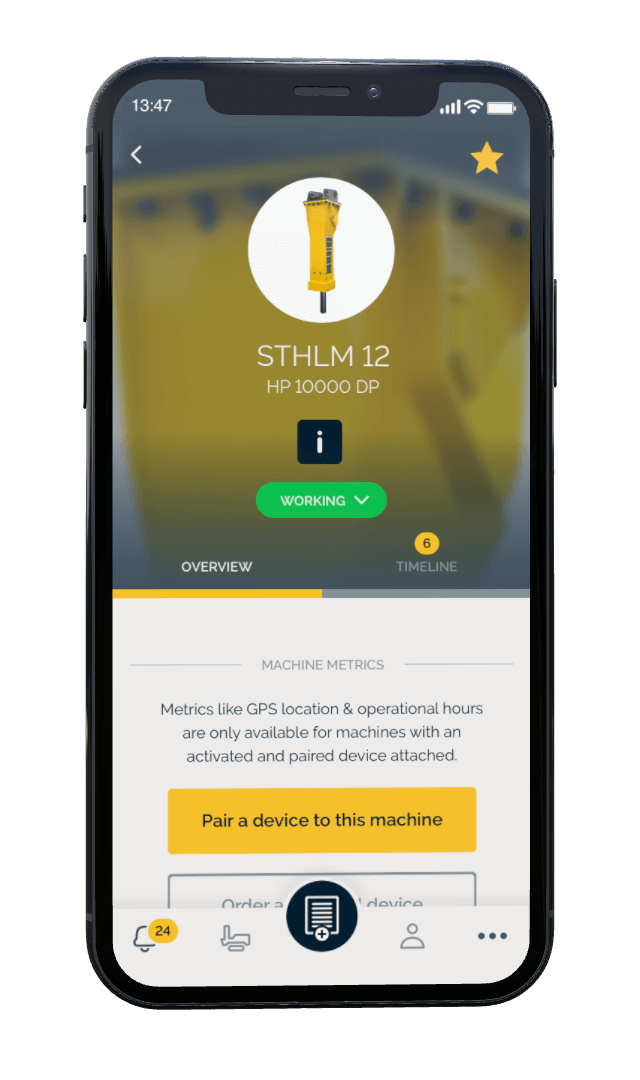 13:47
STHLM 12
HP 10000 DP
i
WORKING
6
OVERVIEW
TIMELINE
MACHINE METRICS
Metrics like GPS location & operational hours
are only available for machines with an
activated and paired device attached.
Pair a device to this machine
Order a device
24